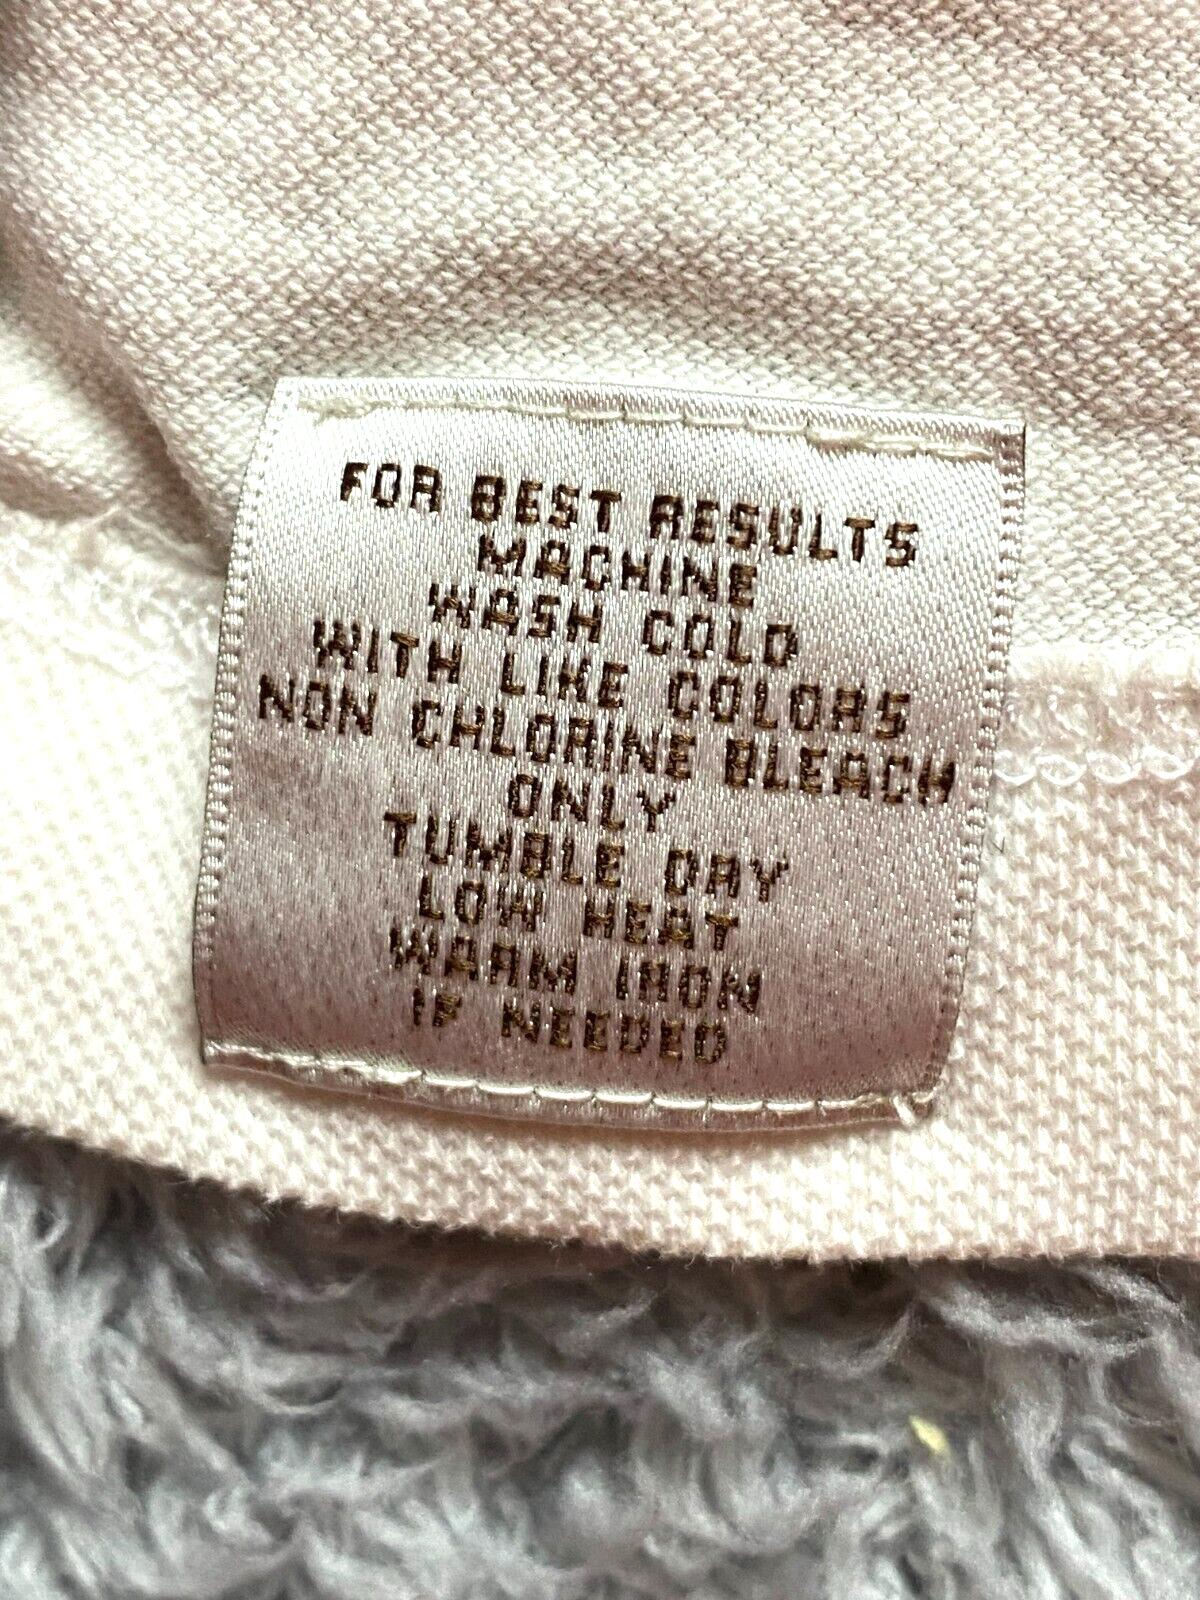 FOR BEST RESULTS
MACHINE
WASH COLD
WITH LIKE COLORS
NON CHLORINE BLEACH
ONLY
TUMBLE DRY
LOW HEAT
WARM IRON
IF NEEDED